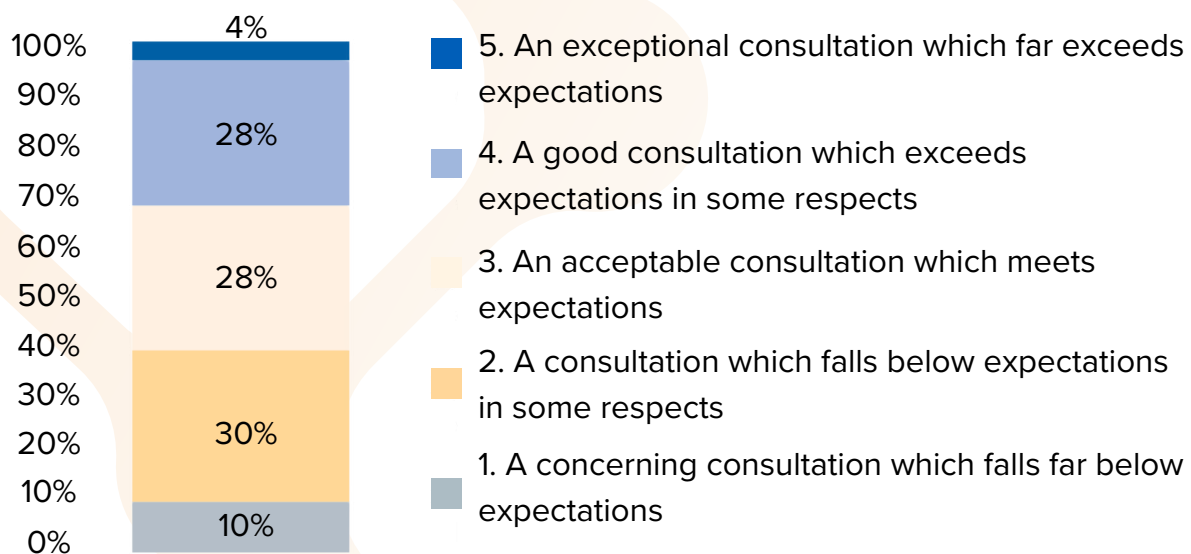 4%
100%
90%
28%
80%
70%
60%
28%
50%
40%
30%
30%
20%
10%
10%
0%
5. An exceptional consultation which far exceeds
expectations
4. A good consultation which exceeds
expectations in some respects
3. An acceptable consultation which meets
expectations
2. A consultation which falls below expectations
in some respects
1. A concerning consultation which falls far below
expectations